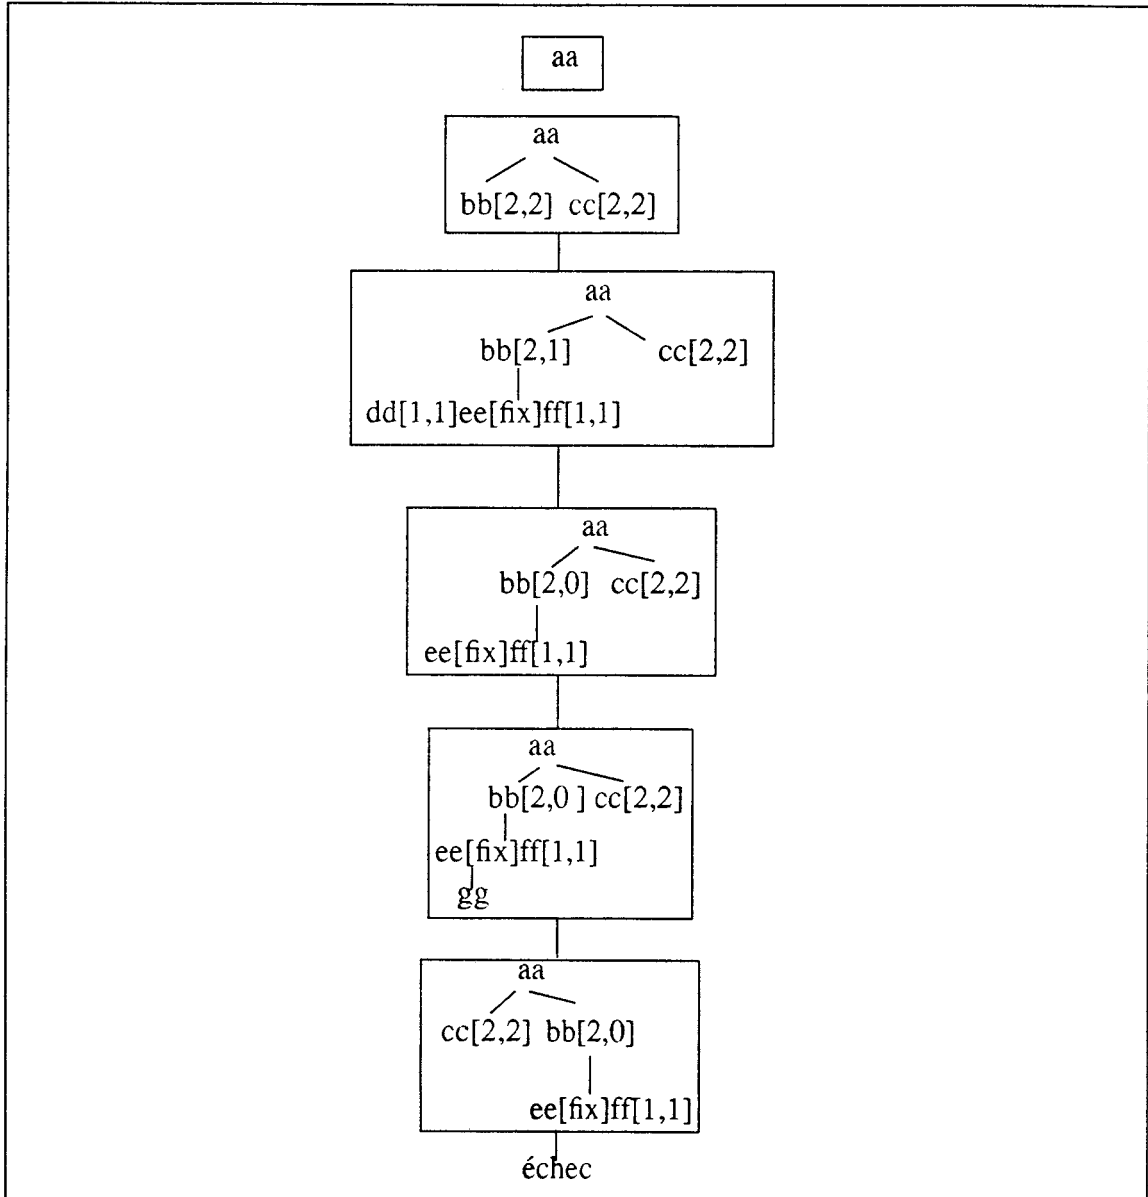 aa
aa
bb[2,2] cc[2,2]
aa
bb[2,1] cc[2,2]
dd[1,1]ee[fix]ff[1,1]
aa
bb[2,0] cc[2,2]
ee[fix]ff[1,1]
aa
bb[2,0 ] cc[2,2]
ee[fix]ff[1,1]
gg
aa
cc[2,2] bb[2,0]
ee[fix]ff[1,1]
échec